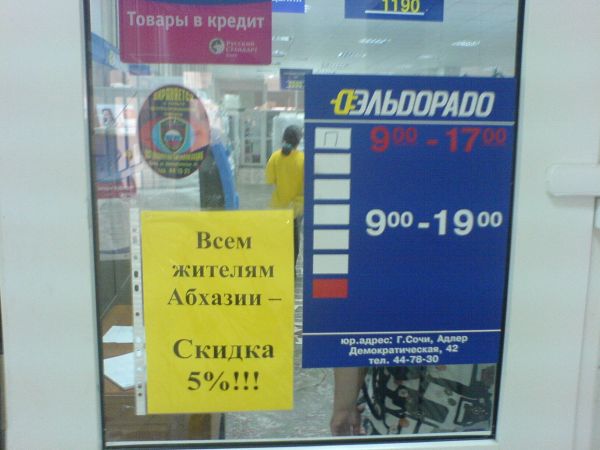 Товары в кредит
РУССКИЙ
СТАНДАРТ
1190
ЭЛЬДОРАДО
П
9⁰⁰ - 17⁰⁰
9⁰⁰ - 19⁰⁰
юр.адрес: Г.Сочи, Адлер
Демократическая, 42
тел. 44-78-30
Всем
жителям
Абхазии –
Скидка
5%!!!